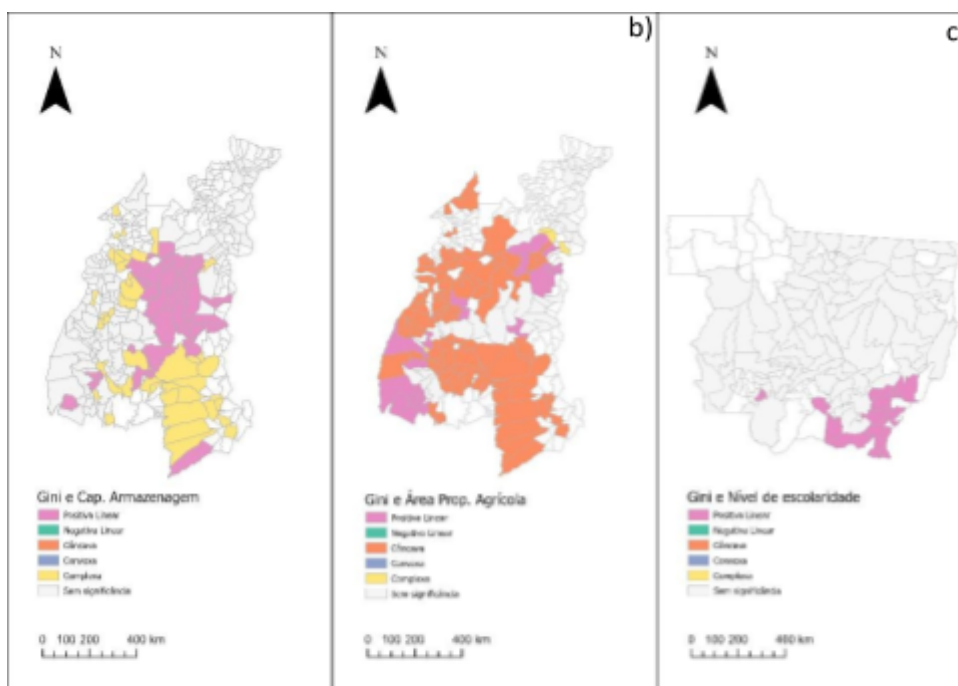 b)
c
N
N
N
Gini e Cap. Armazenagem
Positiva Linear
Negativa Linear
Côncava
Convexa
Complexa
Sem significância
0 100 200 400 km
Gini e Área Prop. Agrícola
Positiva Linear
Negativa Linear
Côncava
Convexa
Complexa
Sem significância
0 100 200 400 km
Gini e Nível de escolaridade
Positiva Linear
Negativa Linear
Côncava
Convexa
Complexa
Sem significância
0 100 200 400 km